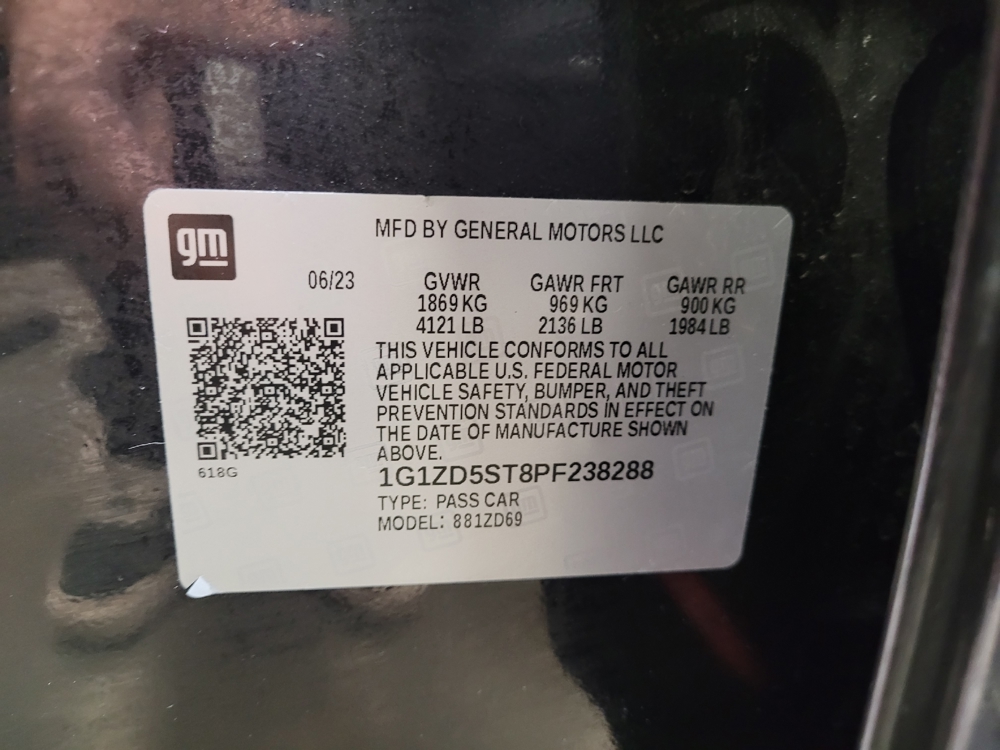 gm
MFD BY GENERAL MOTORS LLC
06/23 GVWR GAWR FRT GAWR RR
1869 KG 969 KG 900 KG
4121 LB 2136 LB 1984 LB
THIS VEHICLE CONFORMS TO ALL
APPLICABLE U.S. FEDERAL MOTOR
VEHICLE SAFETY, BUMPER, AND THEFT
PREVENTION STANDARDS IN EFFECT ON
THE DATE OF MANUFACTURE SHOWN
ABOVE.
618G
1G1ZD5ST8PF238288
TYPE: PASS CAR
MODEL: 881ZD69